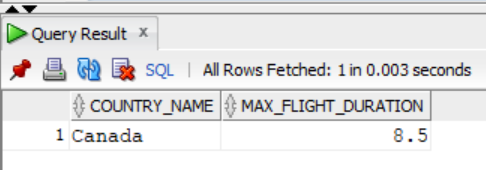 Query Result x
SQL | All Rows Fetched: 1 in 0.003 seconds
COUNTRY_NAME MAX_FLIGHT_DURATION
1 Canada 8.5